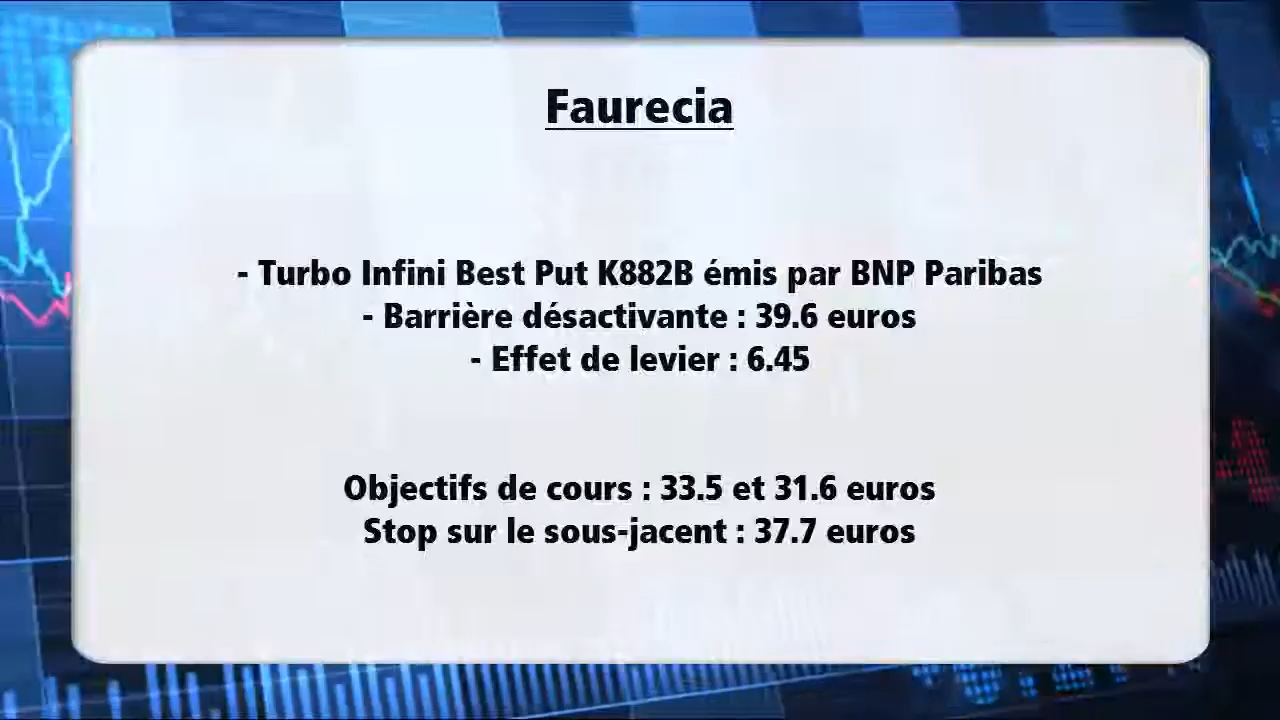 Faurecia
- Turbo Infini Best Put K882B émis par BNP Paribas
- Barrière désactivante : 39.6 euros
- Effet de levier : 6.45
Objectifs de cours : 33.5 et 31.6 euros
Stop sur le sous-jacent : 37.7 euros